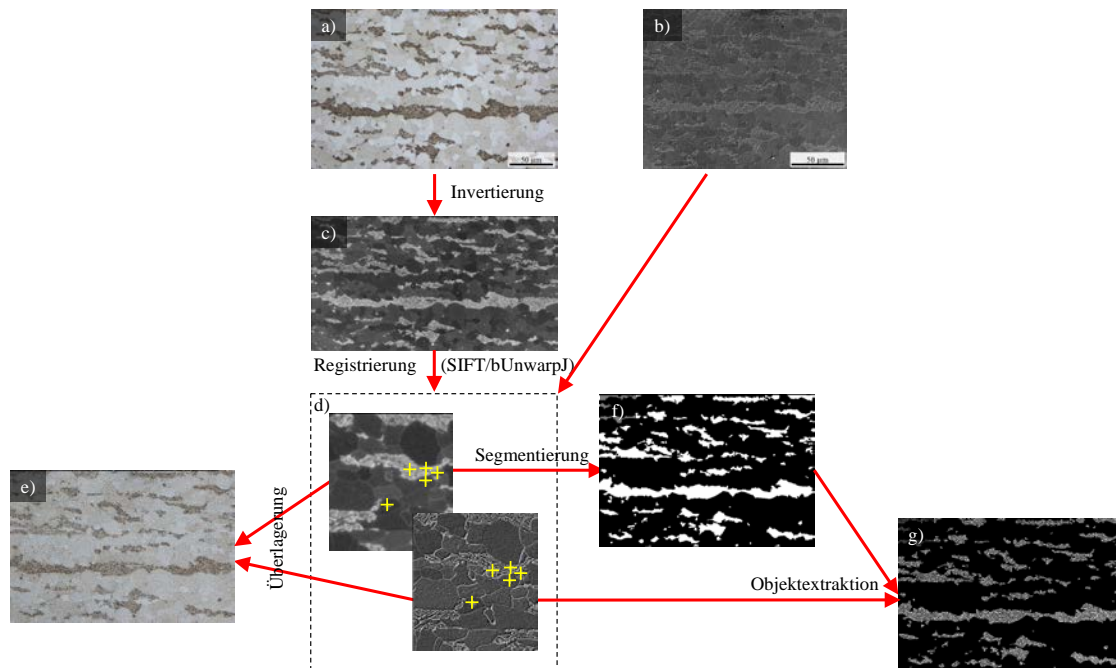 a)
b)
50 µm
50 µm
Invertierung
c)
Registrierung (SIFT/bUnwarpJ)
d)
f)
Segmentierung
e)
Überlagerung
g)
Objektextraktion